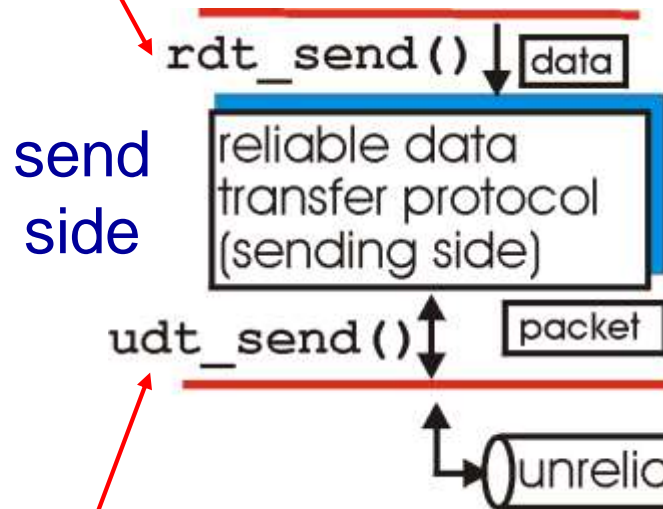 rdt_send()
data
send
side
reliable data
transfer protocol
(sending side)
udt_send()
packet